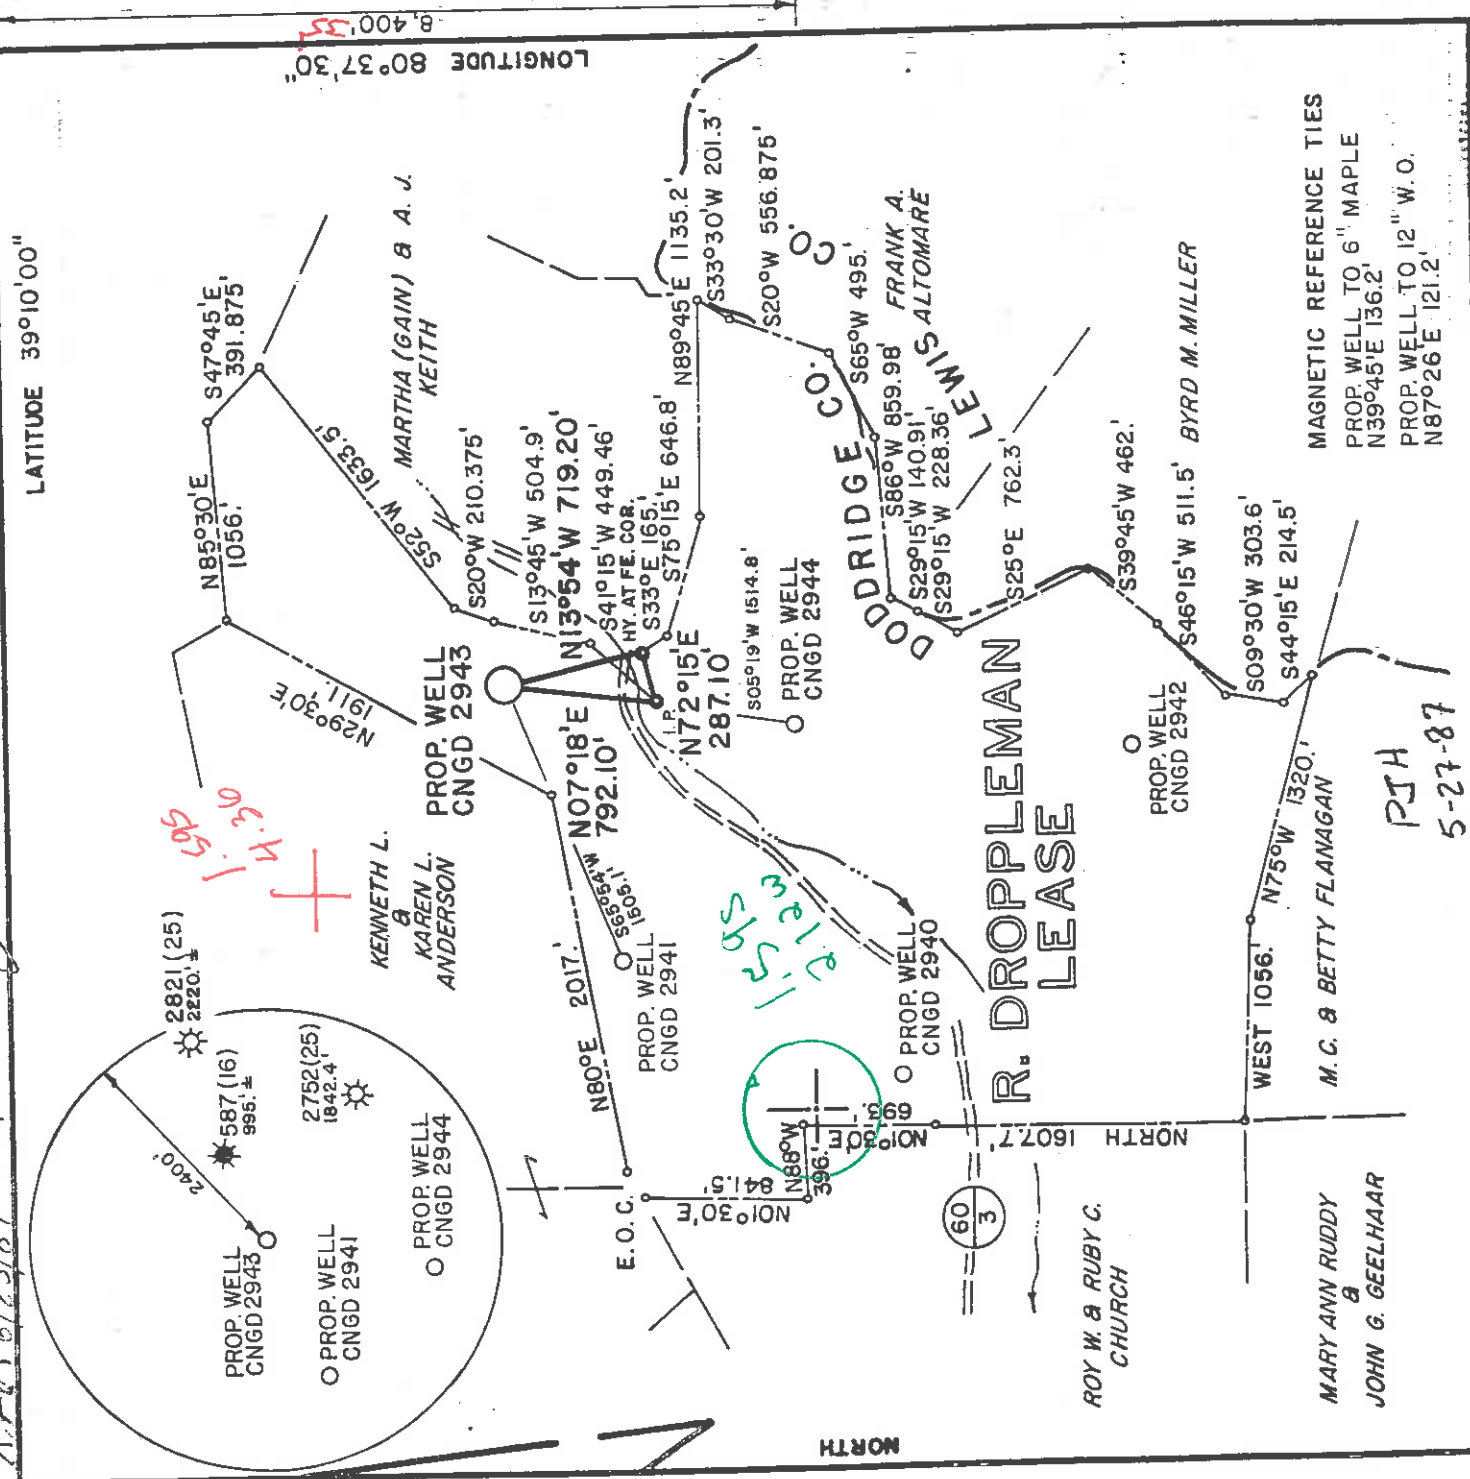 LATITUDE 39°10'00"
8,400'
35
LONGITUDE 80°37'30"
S47°45'E
391.875'
N85°30'E
1056.'
S52°W 1633.5'
MARTHA (GAIN) & A. J.
KEITH
N29°30'E
1911.'
S20°W 210.375'
S13°45'W 504.9'
N13°54'W 719.20'
S41°15'W 449.46'
HY. AT FE. COR.
S33°E 165.'
S75°15'E 646.8'
N89°45'E 1135.2'
S33°30'W 201.3'
S20°W 556.875'
S65°W 495.'
S86°W 859.98'
S29°15'W 140.91'
S29°15'W 228.36'
FRANK A.
ALTOMARE
DODDRIDGE CO.
LEWIS CO.
S25°E 762.3'
S39°45'W 462.'
S46°15'W 511.5'
BYRD M. MILLER
S09°30'W 303.6'
S44°15'E 214.5'
PROP. WELL
CNGD 2943
N07°18'E
792.10'
I.P.
N72°15'E
287.10'
S05°19'W 1514.8'
PROP. WELL
CNGD 2944
PROP. WELL
CNGD 2942
KENNETH L.
&
KAREN L.
ANDERSON
1.595
4.30
N80°E 2017.'
S65°54'W
1505.1'
PROP. WELL
CNGD 2941
1.595
2.123
PROP. WELL
CNGD 2940
R. DROPPLEMAN
LEASE
N75°W 1320.'
WEST 1056.'
M.C. & BETTY FLANAGAN
PJH
5-27-87
E.O.C.
N01°30'E
841.5'
N88°W
396.'
N01°30'E
693.'
NORTH 1607.7'
60
3
ROY W. & RUBY C.
CHURCH
MARY ANN RUDDY
&
JOHN G. GEELHAAR
2821 (25)
2220.'±
587 (16)
995.'±
2752 (25)
1842.4'
2400'
PROP. WELL
CNGD 2943
PROP. WELL
CNGD 2941
PROP. WELL
CNGD 2944
NORTH
MAGNETIC REFERENCE TIES
PROP. WELL TO 6" MAPLE
N39°45'E 136.2'
PROP. WELL TO 12" W.O.
N87°26'E 121.2'